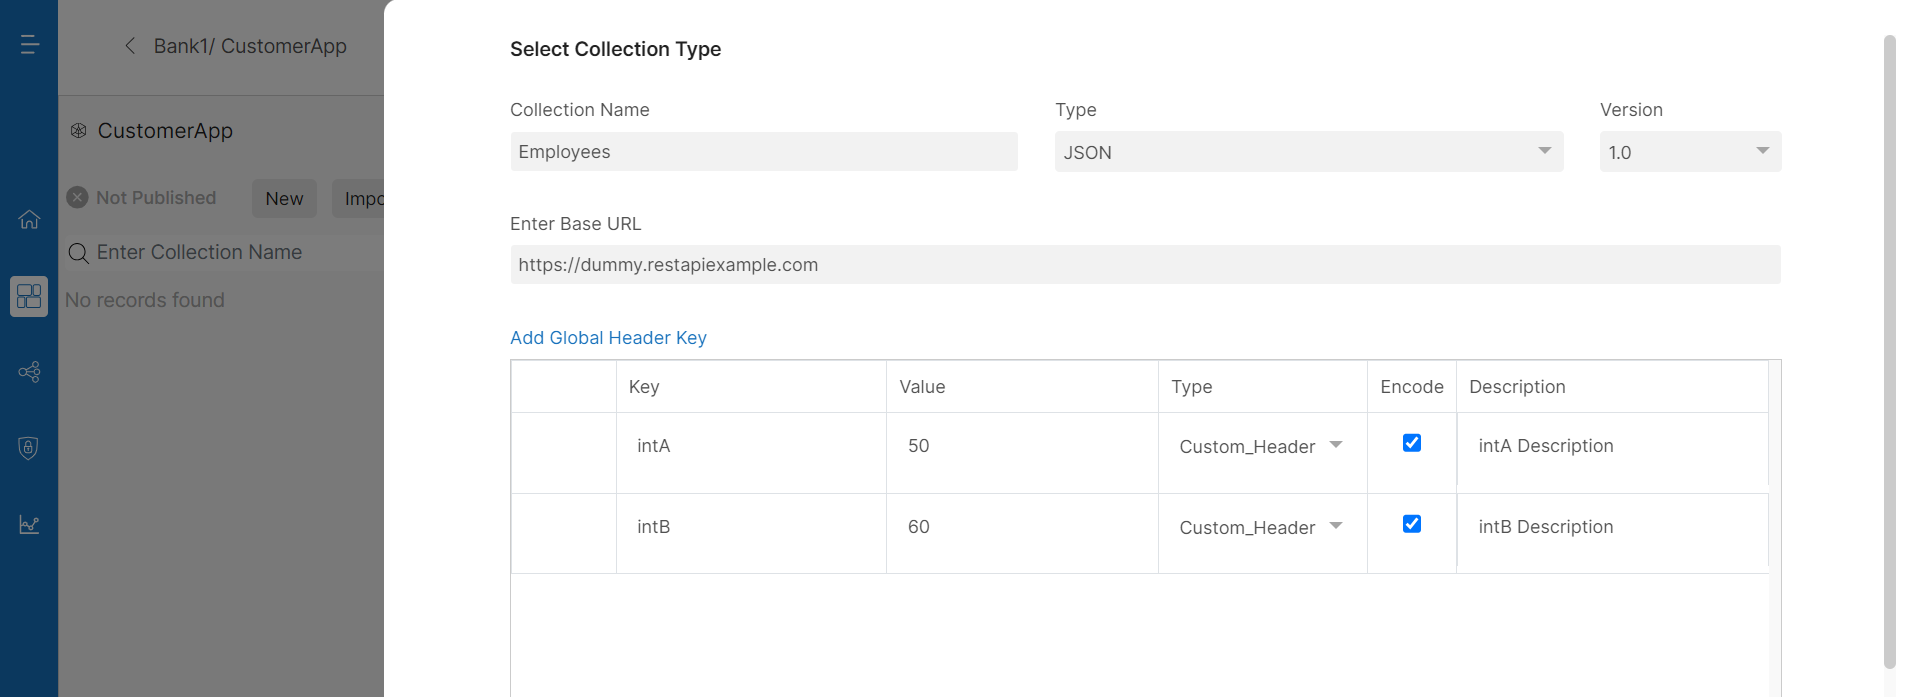 Bank1/ CustomerApp
CustomerApp
Not Published
New
Impo
Enter Collection Name
No records found
Select Collection Type
Collection Name
Type
Version
Employees
JSON
1.0
Enter Base URL
https://dummy.restapiexample.com
Add Global Header Key
Key Value Type Encode Description
intA 50 Custom_Header intA Description
intB 60 Custom_Header intB Description